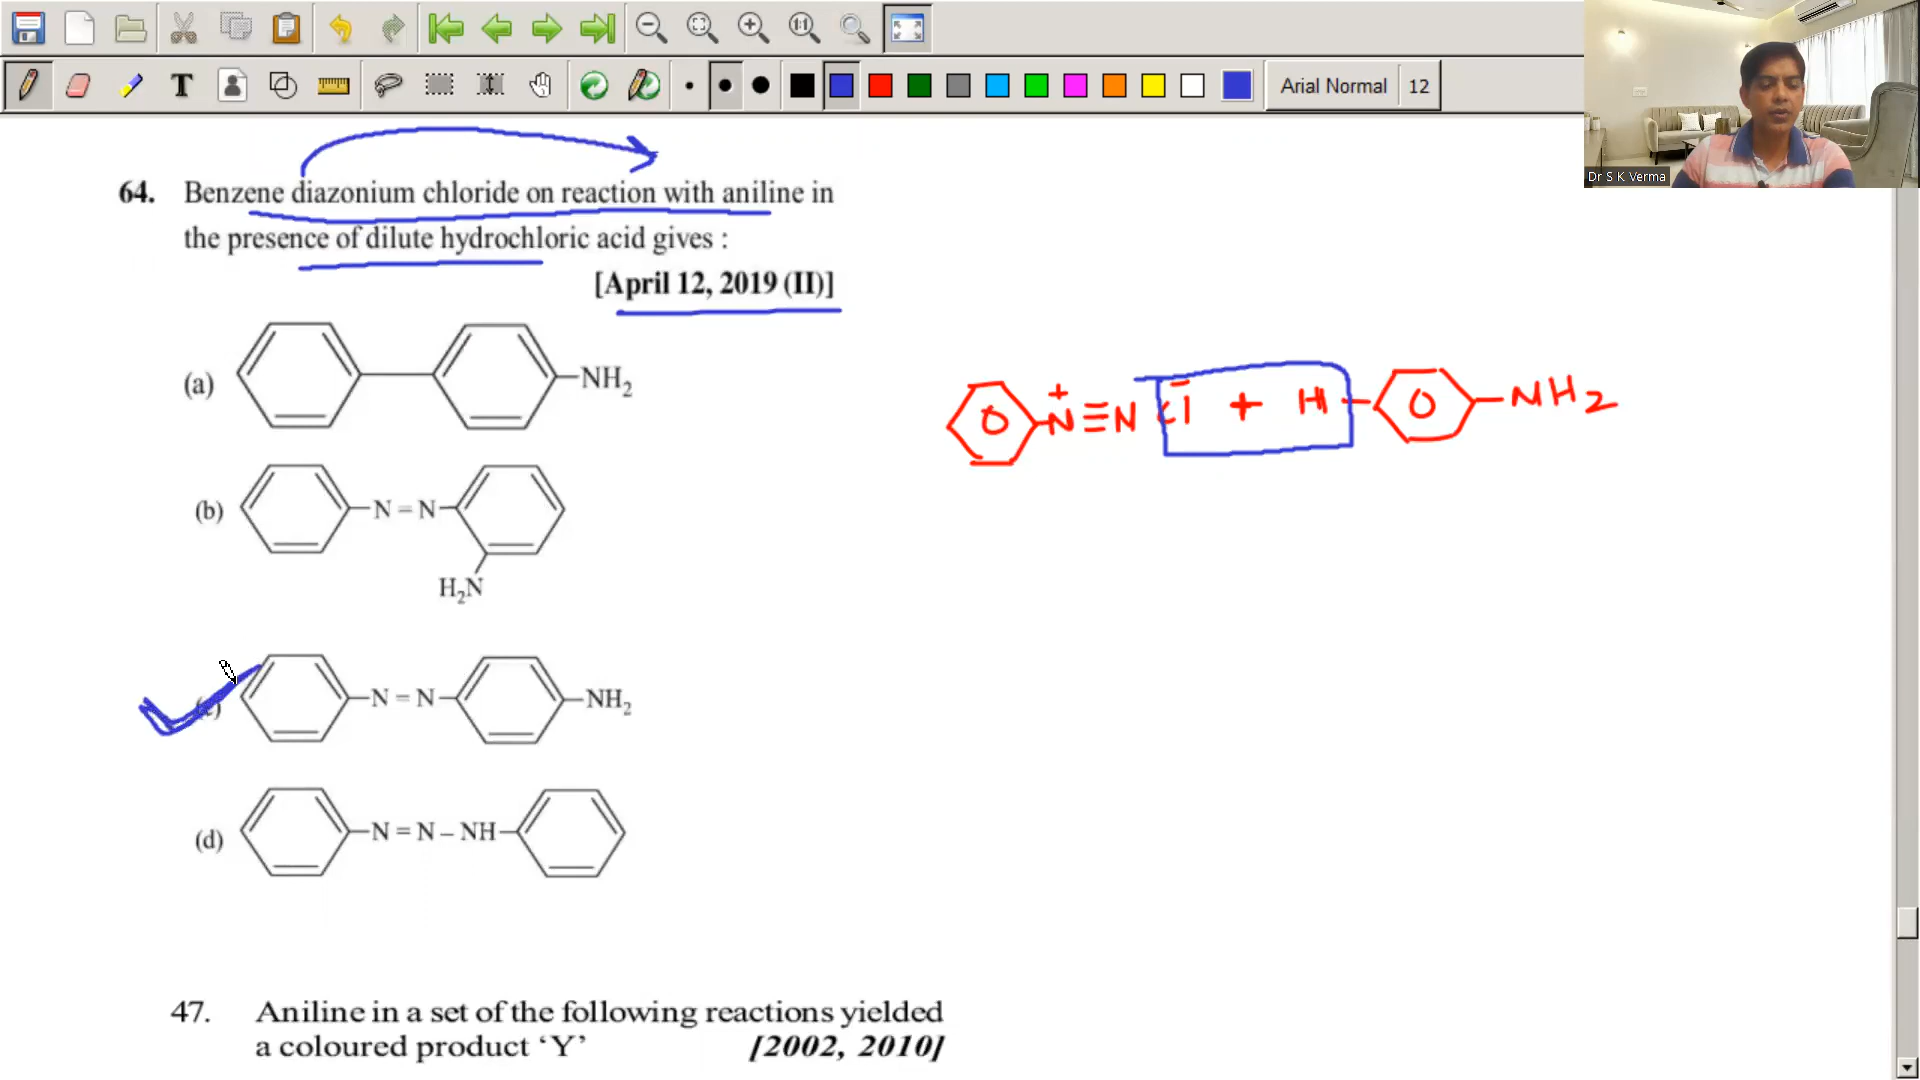 T
1:1
Arial Normal 12
Dr S K Verma
64. Benzene diazonium chloride on reaction with aniline in
the presence of dilute hydrochloric acid gives :
[April 12, 2019 (II)]
(a) NH2
(b) N = N
H2N
(c) N = N NH2
(d) N = N – NH
N+ ≡ N Cl− + H NH2
47. Aniline in a set of the following reactions yielded
a coloured product ‘Y’ [2002, 2010]